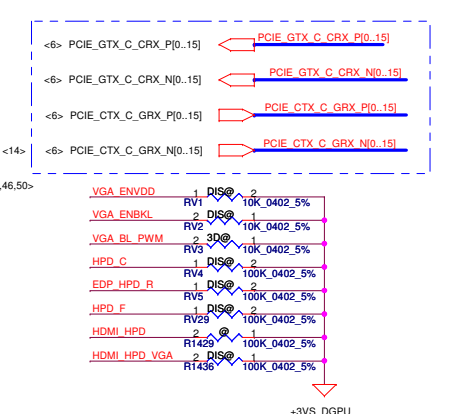 <6> PCIE_GTX_C_CRX_P[0..15] PCIE_GTX_C_CRX_P[0..15]
<6> PCIE_GTX_C_CRX_N[0..15] PCIE_GTX_C_CRX_N[0..15]
<6> PCIE_CTX_C_GRX_P[0..15] PCIE_CTX_C_GRX_P[0..15]
<14> <6> PCIE_CTX_C_GRX_N[0..15] PCIE_CTX_C_GRX_N[0..15]
,46,50>
VGA_ENVDD 1 DIS@ 2
RV1 10K_0402_5%
VGA_ENBKL 2 DIS@ 1
RV2 10K_0402_5%
VGA_BL_PWM 2 3D@ 1
RV3 10K_0402_5%
HPD_C 1 DIS@ 2
RV4 100K_0402_5%
EDP_HPD_R 1 DIS@ 2
RV5 100K_0402_5%
HPD_F 1 DIS@ 2
RV29 100K_0402_5%
HDMI_HPD 2 @ 1
R1429 100K_0402_5%
HDMI_HPD_VGA 2 DIS@ 1
R1436 100K_0402_5%
+3VS_DGPU